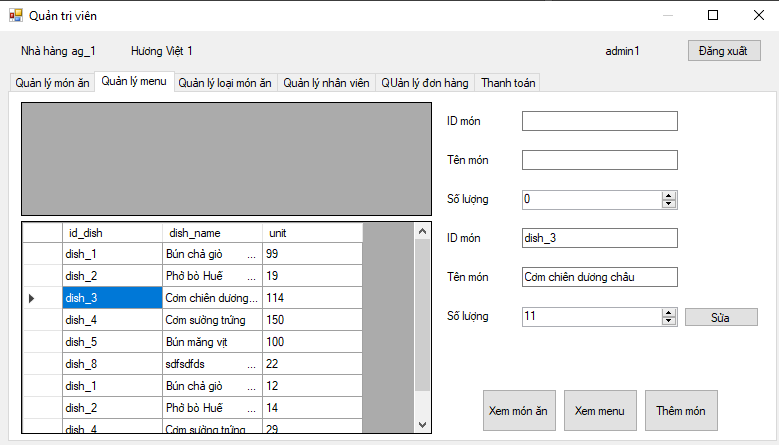 Quản trị viên
Nhà hàng ag_1 Hương Việt 1 admin1 Đăng xuất
Quản lý món ăn Quản lý menu Quản lý loại món ăn Quản lý nhân viên QUản lý đơn hàng Thanh toán
ID món
Tên món
Số lượng 0
ID món dish_3
Tên món Cơm chiên dương châu
Số lượng 11 Sửa
id_dish dish_name unit
dish_1 Bún chả giò ... 99
dish_2 Phở bò Huế ... 19
dish_3 Cơm chiên dương... 114
dish_4 Cơm sường trứng 150
dish_5 Bún măng vịt 100
dish_8 sdfsdfds ... 22
dish_1 Bún chả giò ... 12
dish_2 Phở bò Huế ... 14
dish_4 Cơm sường trứng 29
Xem món ăn Xem menu Thêm món